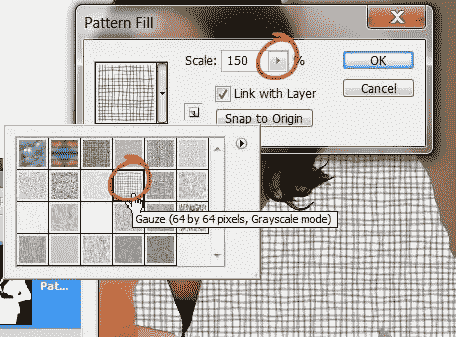 Pattern Fill
Scale: 150 %
OK
Link with Layer
Cancel
Snap to Origin
Gauze (64 by 64 pixels, Grayscale mode)
Pat...